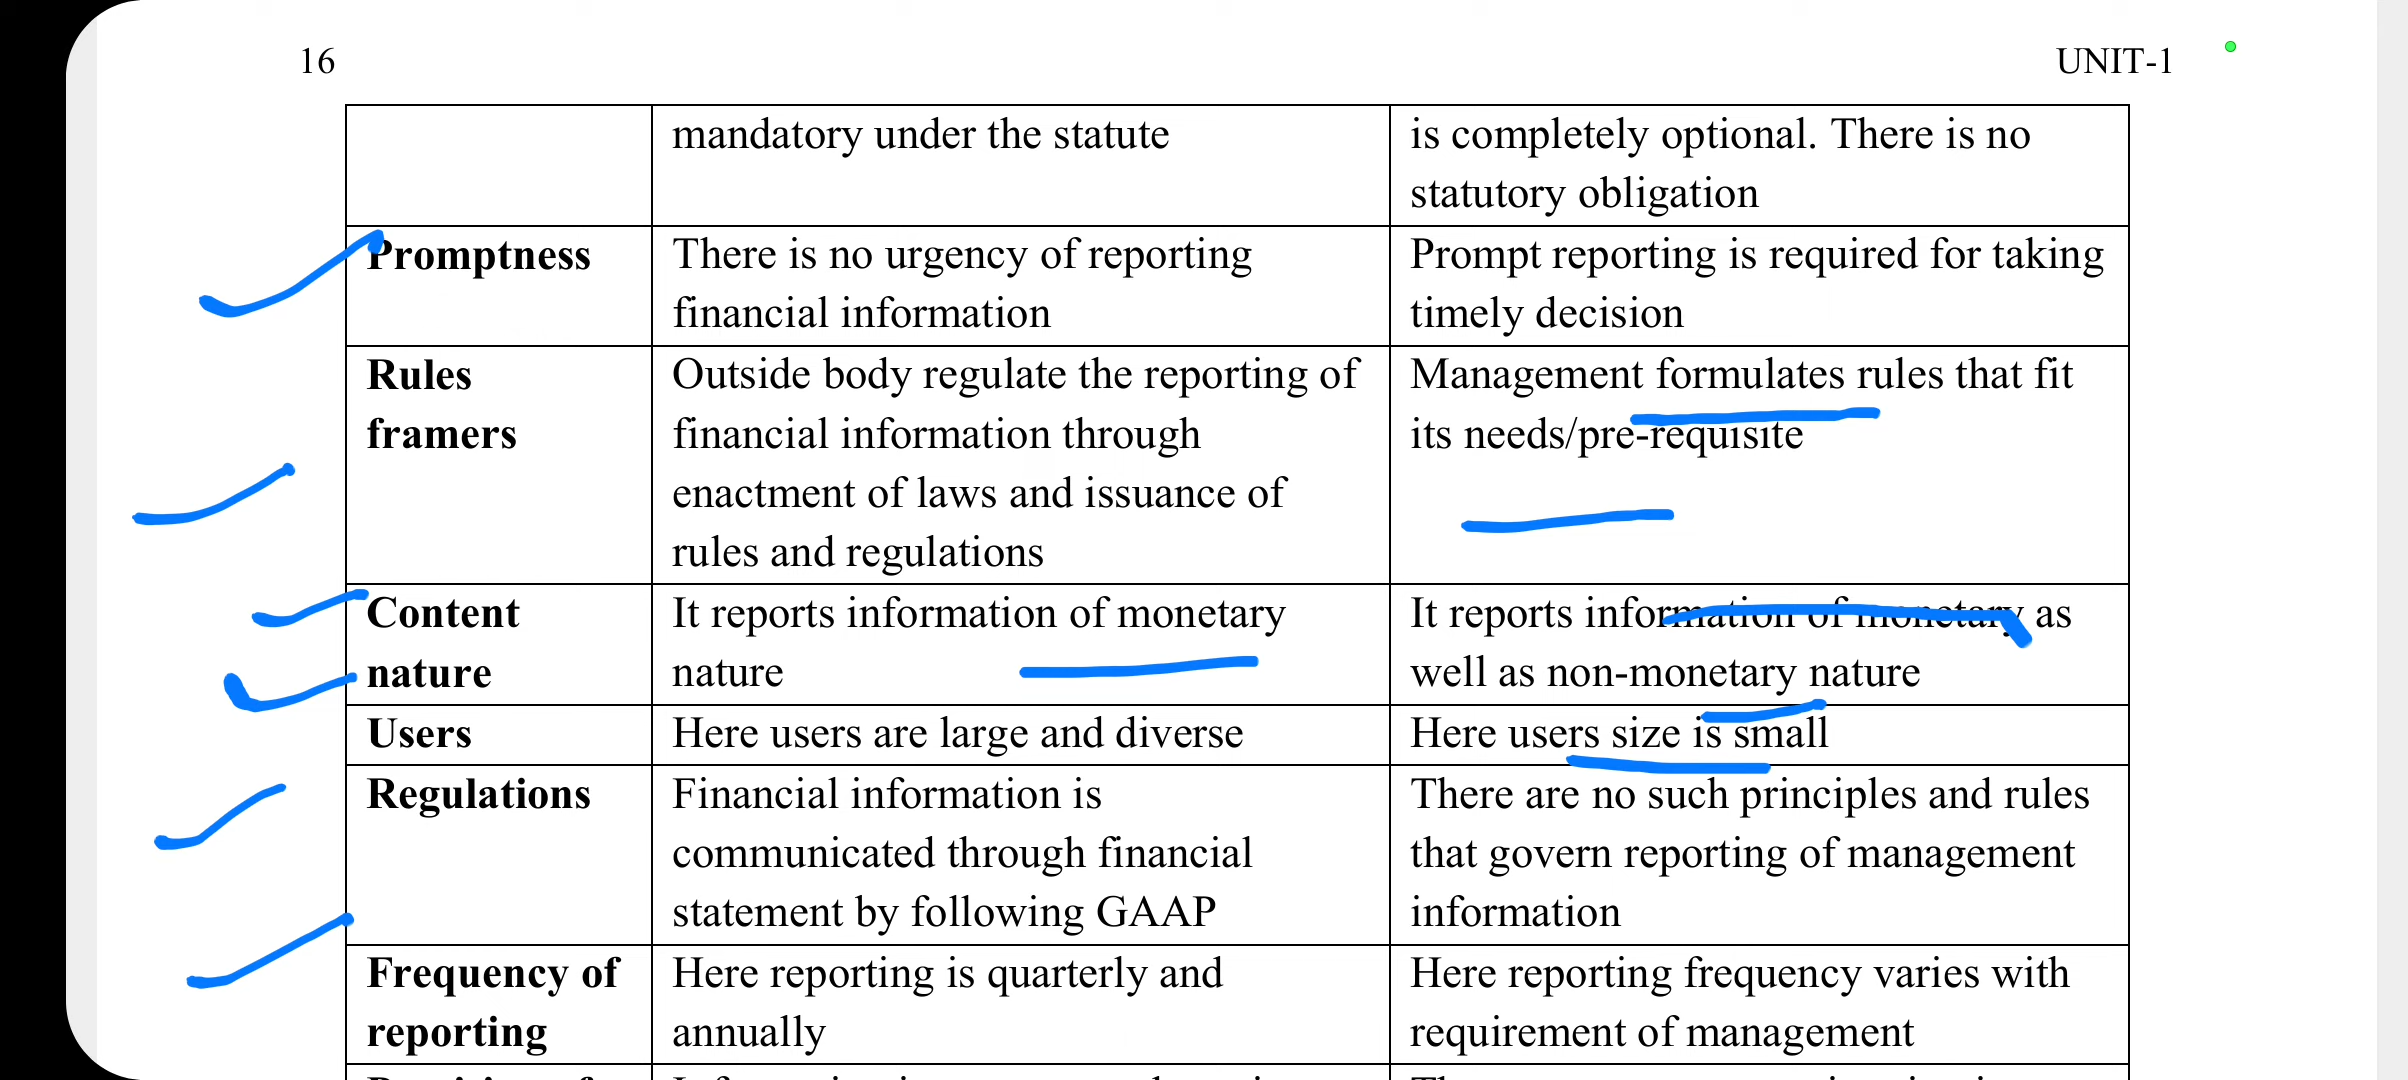 16
UNIT-1
mandatory under the statute
is completely optional. There is no
statutory obligation
Promptness
There is no urgency of reporting
financial information
Prompt reporting is required for taking
timely decision
Rules
framers
Outside body regulate the reporting of
financial information through
enactment of laws and issuance of
rules and regulations
Management formulates rules that fit
its needs/pre-requisite
Content
nature
It reports information of monetary
nature
It reports information of monetary as
well as non-monetary nature
Users
Here users are large and diverse
Here users size is small
Regulations
Financial information is
communicated through financial
statement by following GAAP
There are no such principles and rules
that govern reporting of management
information
Frequency of
reporting
Here reporting is quarterly and
annually
Here reporting frequency varies with
requirement of management